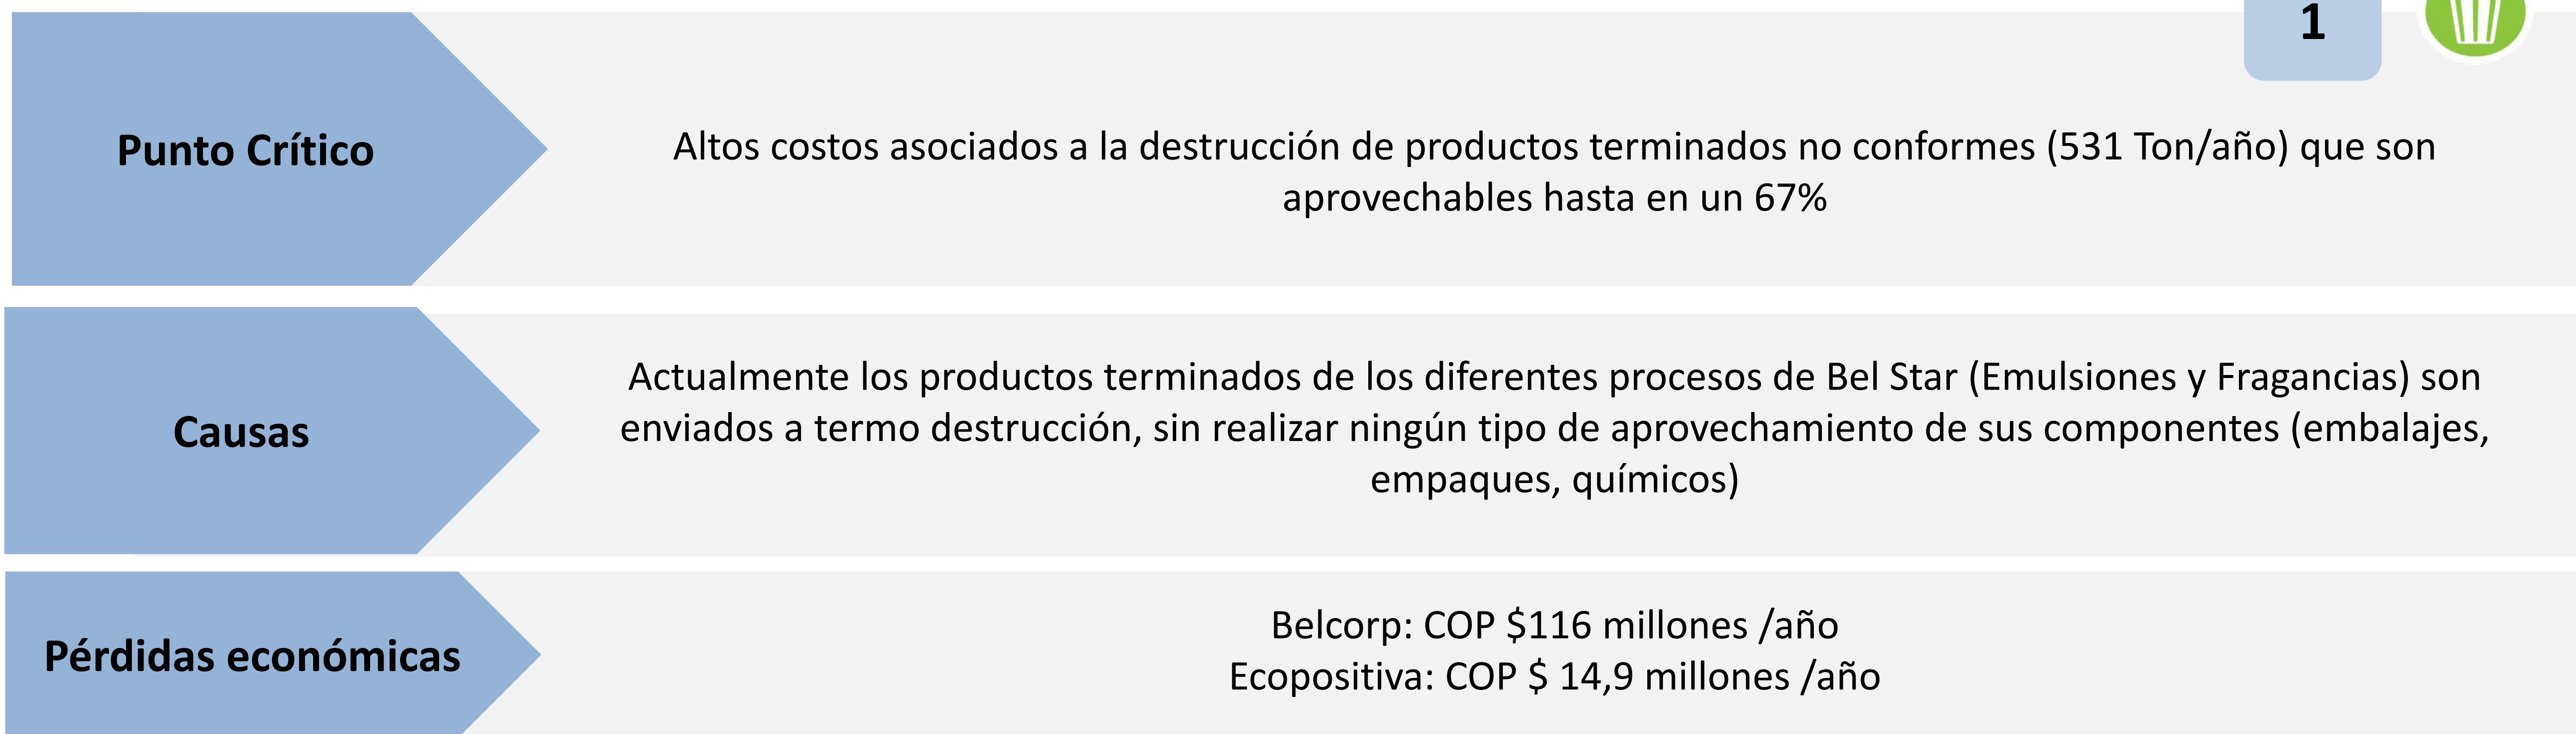 1
Punto Crítico
Altos costos asociados a la destrucción de productos terminados no conformes (531 Ton/año) que son
aprovechables hasta en un 67%
Causas
Actualmente los productos terminados de los diferentes procesos de Bel Star (Emulsiones y Fragancias) son
enviados a termo destrucción, sin realizar ningún tipo de aprovechamiento de sus componentes (embalajes,
empaques, químicos)
Pérdidas económicas
Belcorp: COP $116 millones /año
Ecopositiva: COP $ 14,9 millones /año